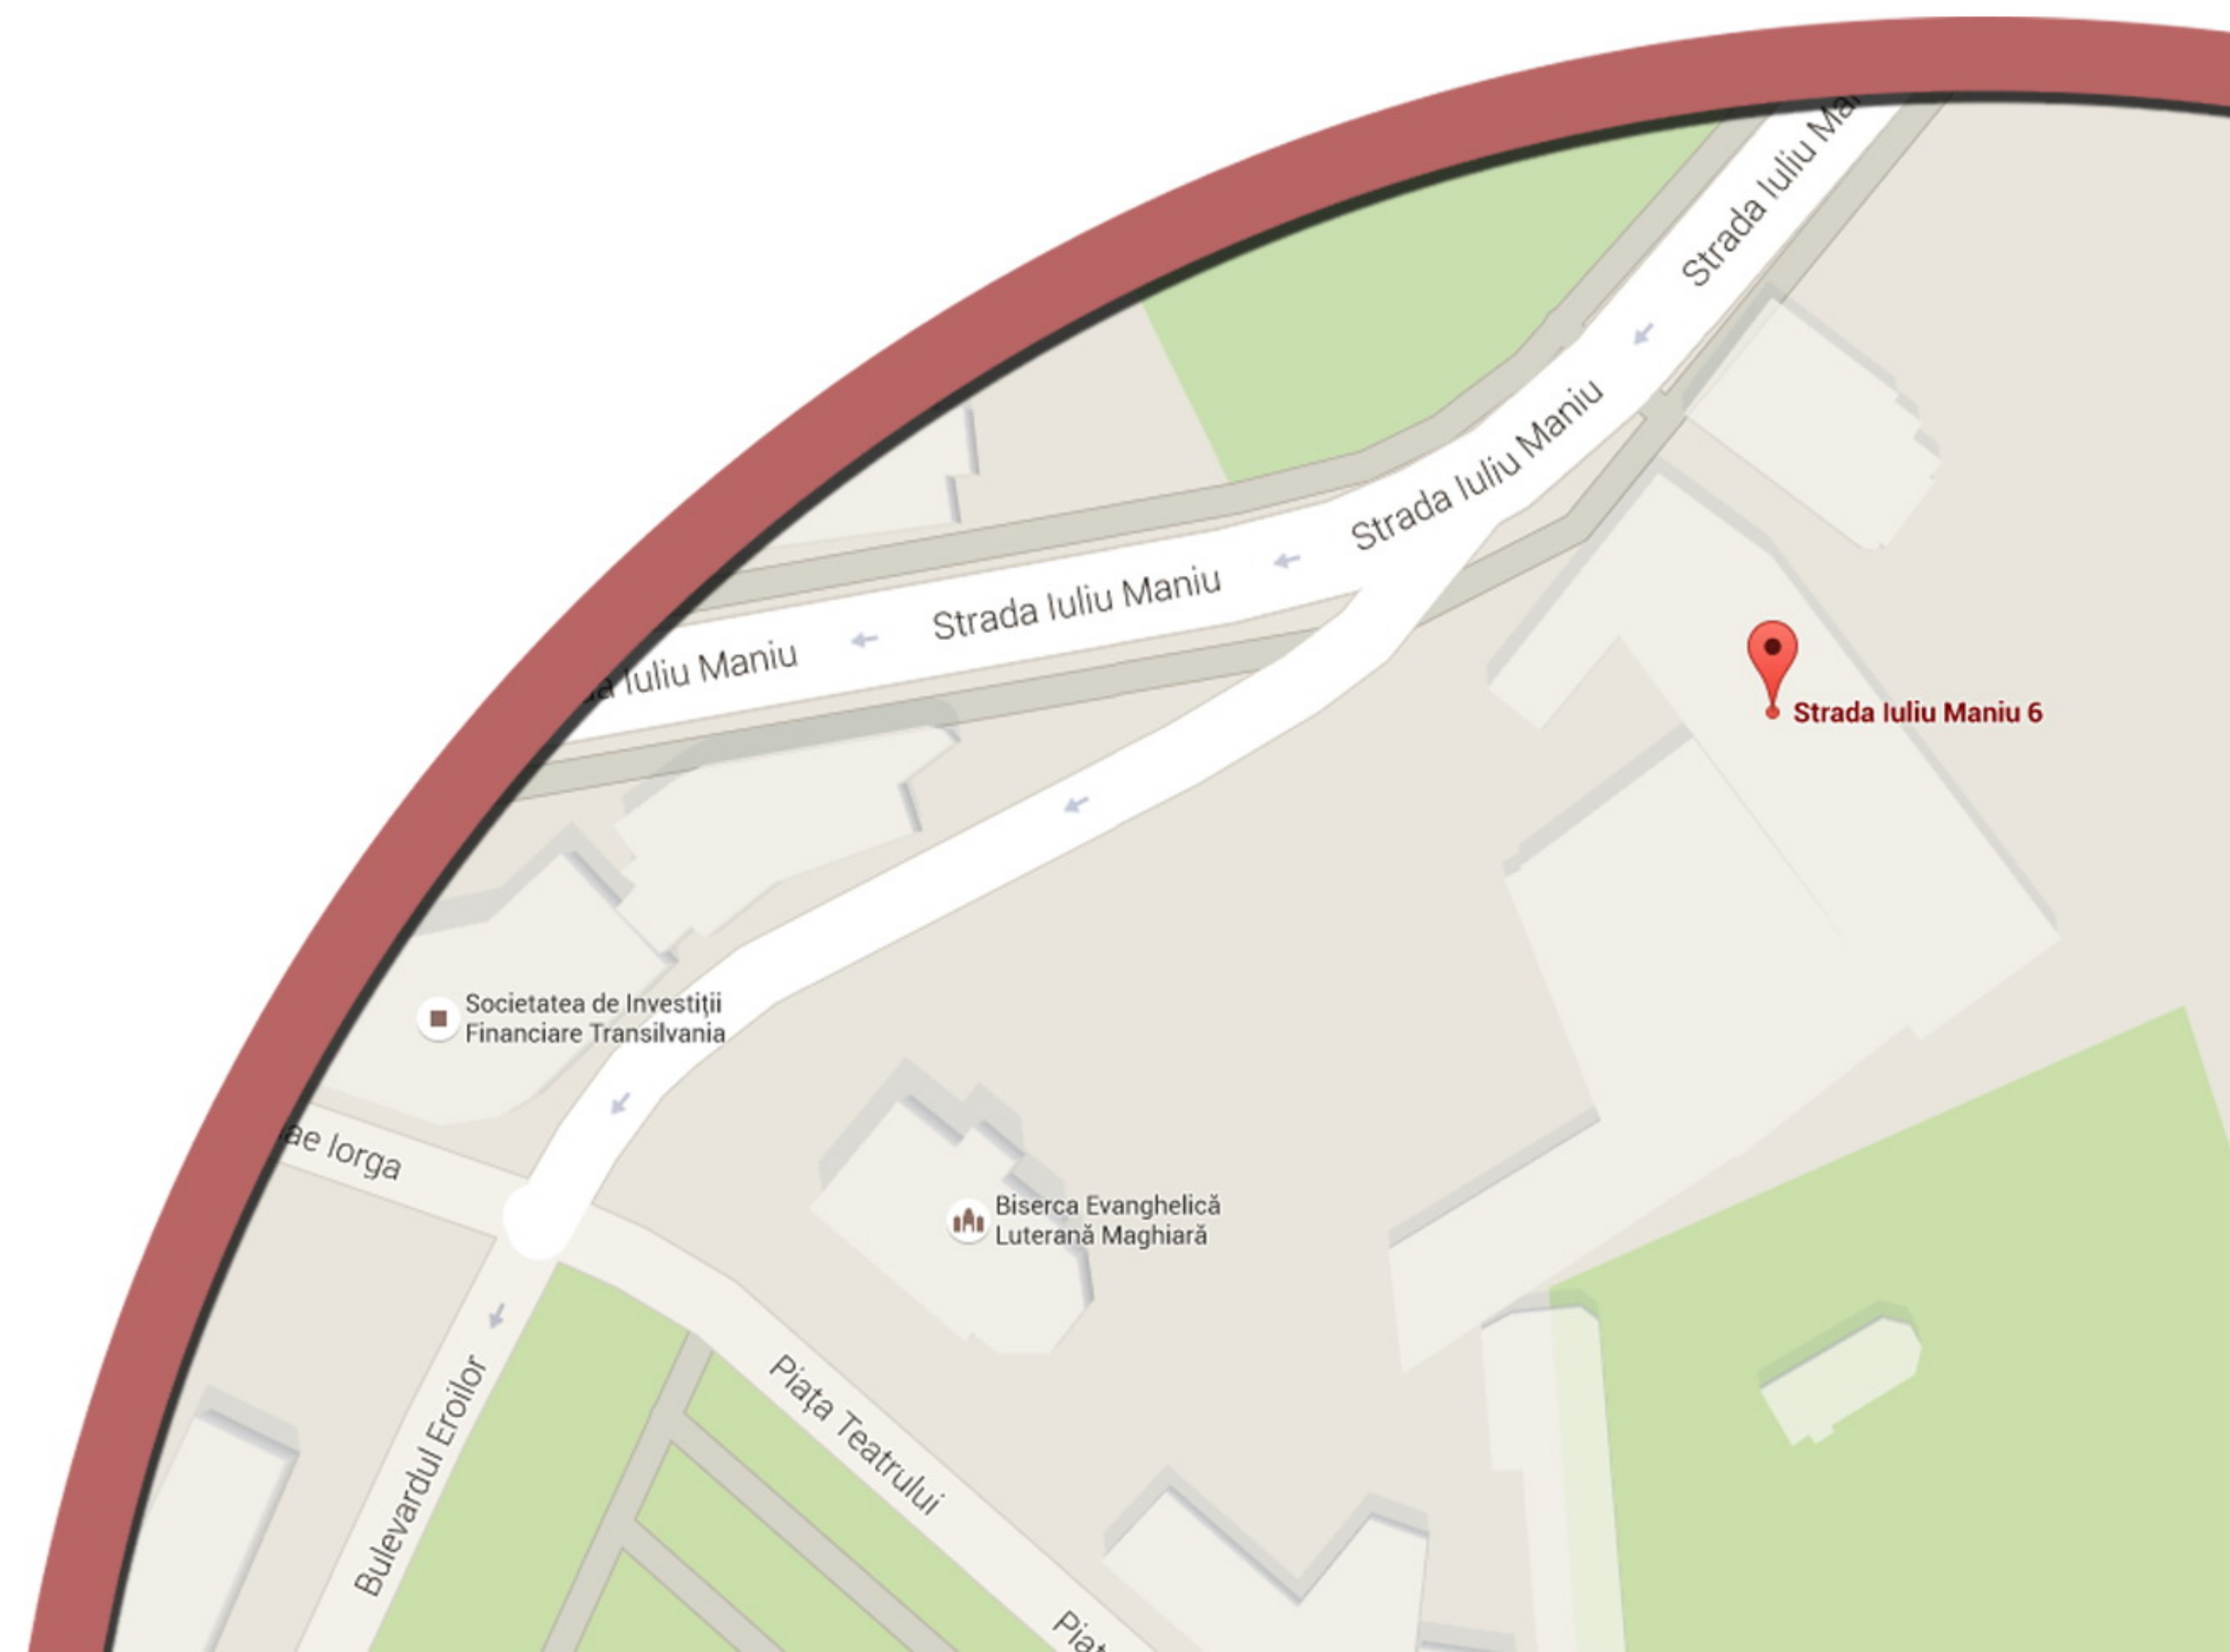 Strada Iuliu
Strada Iuliu Maniu
Strada Iuliu Maniu
Iuliu Maniu
Strada Iuliu Maniu 6
Societatea de Investiții
Financiare Transilvania
Iorga
Biserca Evanghelică
Luterană Maghiară
Bulevardul Eroilor
Piața Teatrului